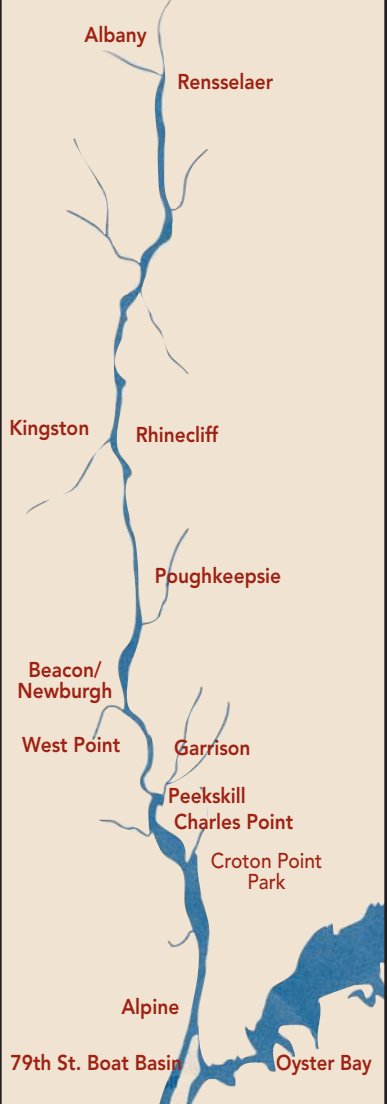 Albany
Rensselaer
Kingston
Rhinecliff
Poughkeepsie
Beacon/
Newburgh
West Point
Garrison
Peekskill
Charles Point
Croton Point
Park
Alpine
79th St. Boat Basin
Oyster Bay